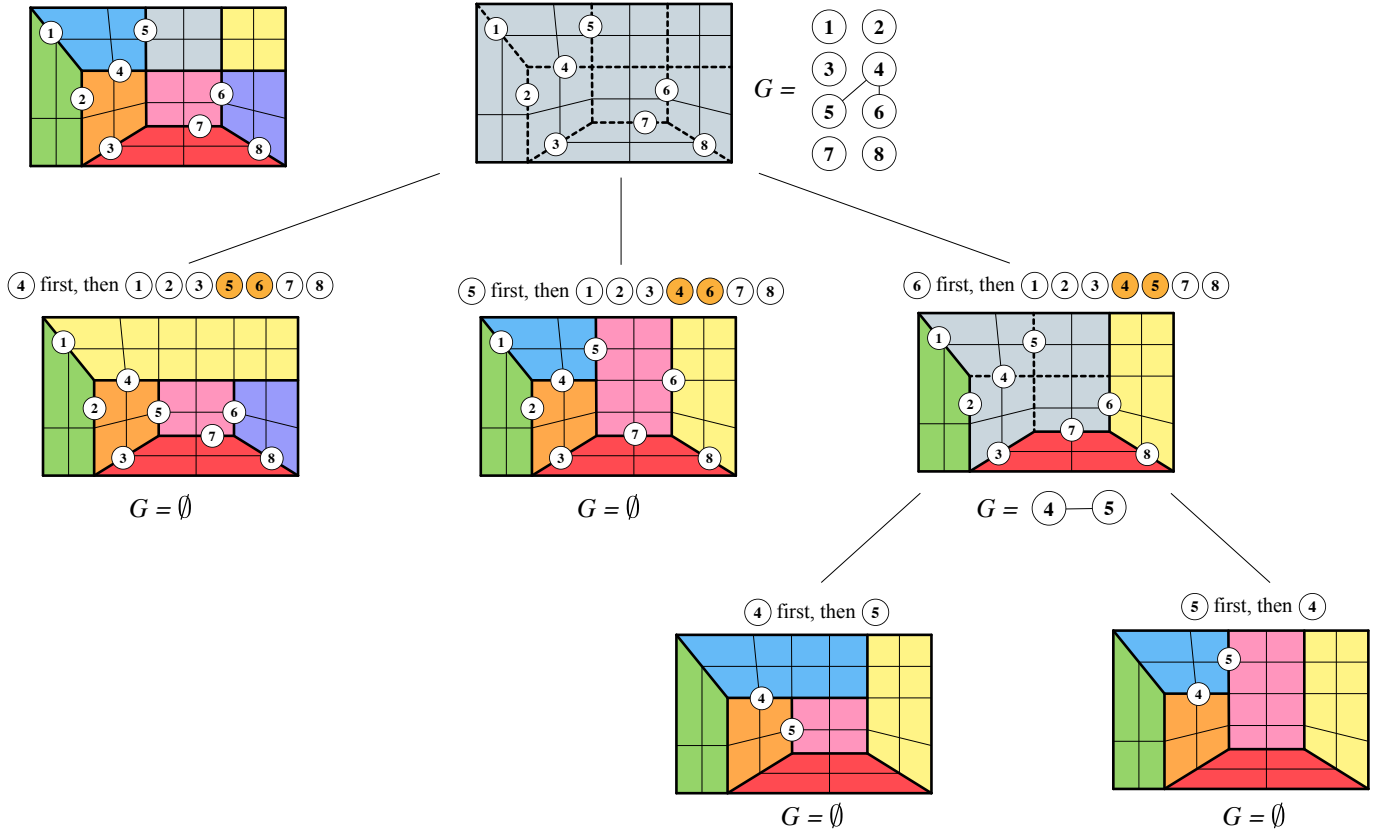 1 5 4 2 6 7 3 8
1 5 4 2 6 7 3 8
G =
1 2
3 4
5 6
7 8
4 first, then 1 2 3 5 6 7 8
1 4 2 5 6 7 3 8
G = ∅
5 first, then 1 2 3 4 6 7 8
1 5 4 6 2 7 3 8
G = ∅
6 first, then 1 2 3 4 5 7 8
1 5 4 2 6 7 3 8
G = 4 5
4 first, then 5
4 5
G = ∅
5 first, then 4
5 4
G = ∅